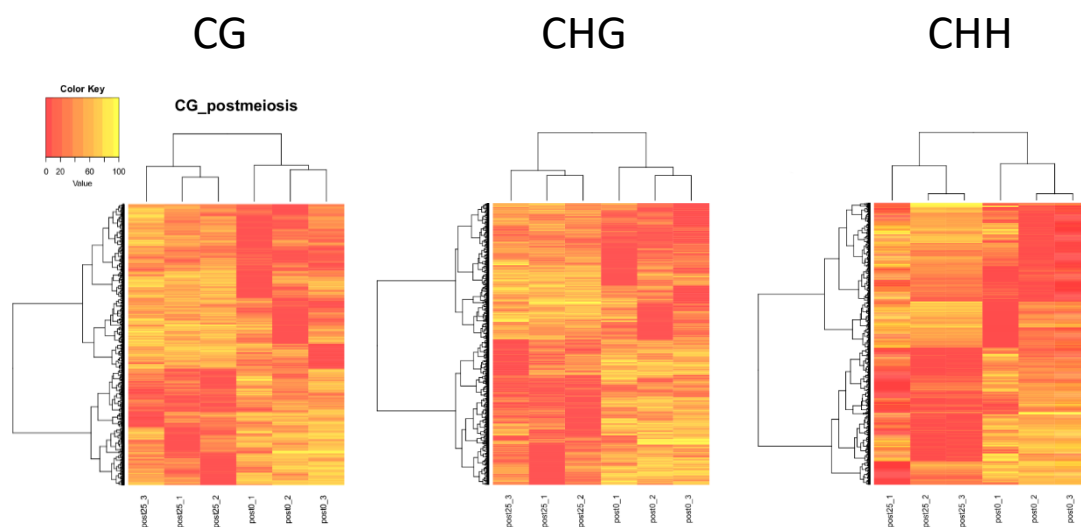 CG
CHG
CHH
Color Key
0 20 60 100
Value
CG_postmeiosis
post25_3
post25_1
post25_2
post0_1
post0_2
post0_3
post25_3
post25_1
post25_2
post0_1
post0_2
post0_3
post25_1
post25_2
post25_3
post0_1
post0_2
post0_3